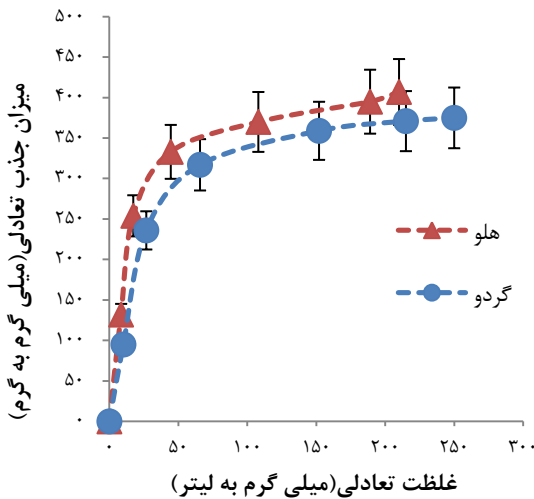 ۵۰۰
۴۵۰
۴۰۰
۳۵۰
۳۰۰
۲۵۰
۲۰۰
۱۵۰
۱۰۰
۵۰
۰
میزان جذب تعادلی(میلی گرم به گرم)
هلو
گردو
۰ ۵۰ ۱۰۰ ۱۵۰ ۲۰۰ ۲۵۰ ۳۰۰
غلظت تعادلی(میلی گرم به لیتر)